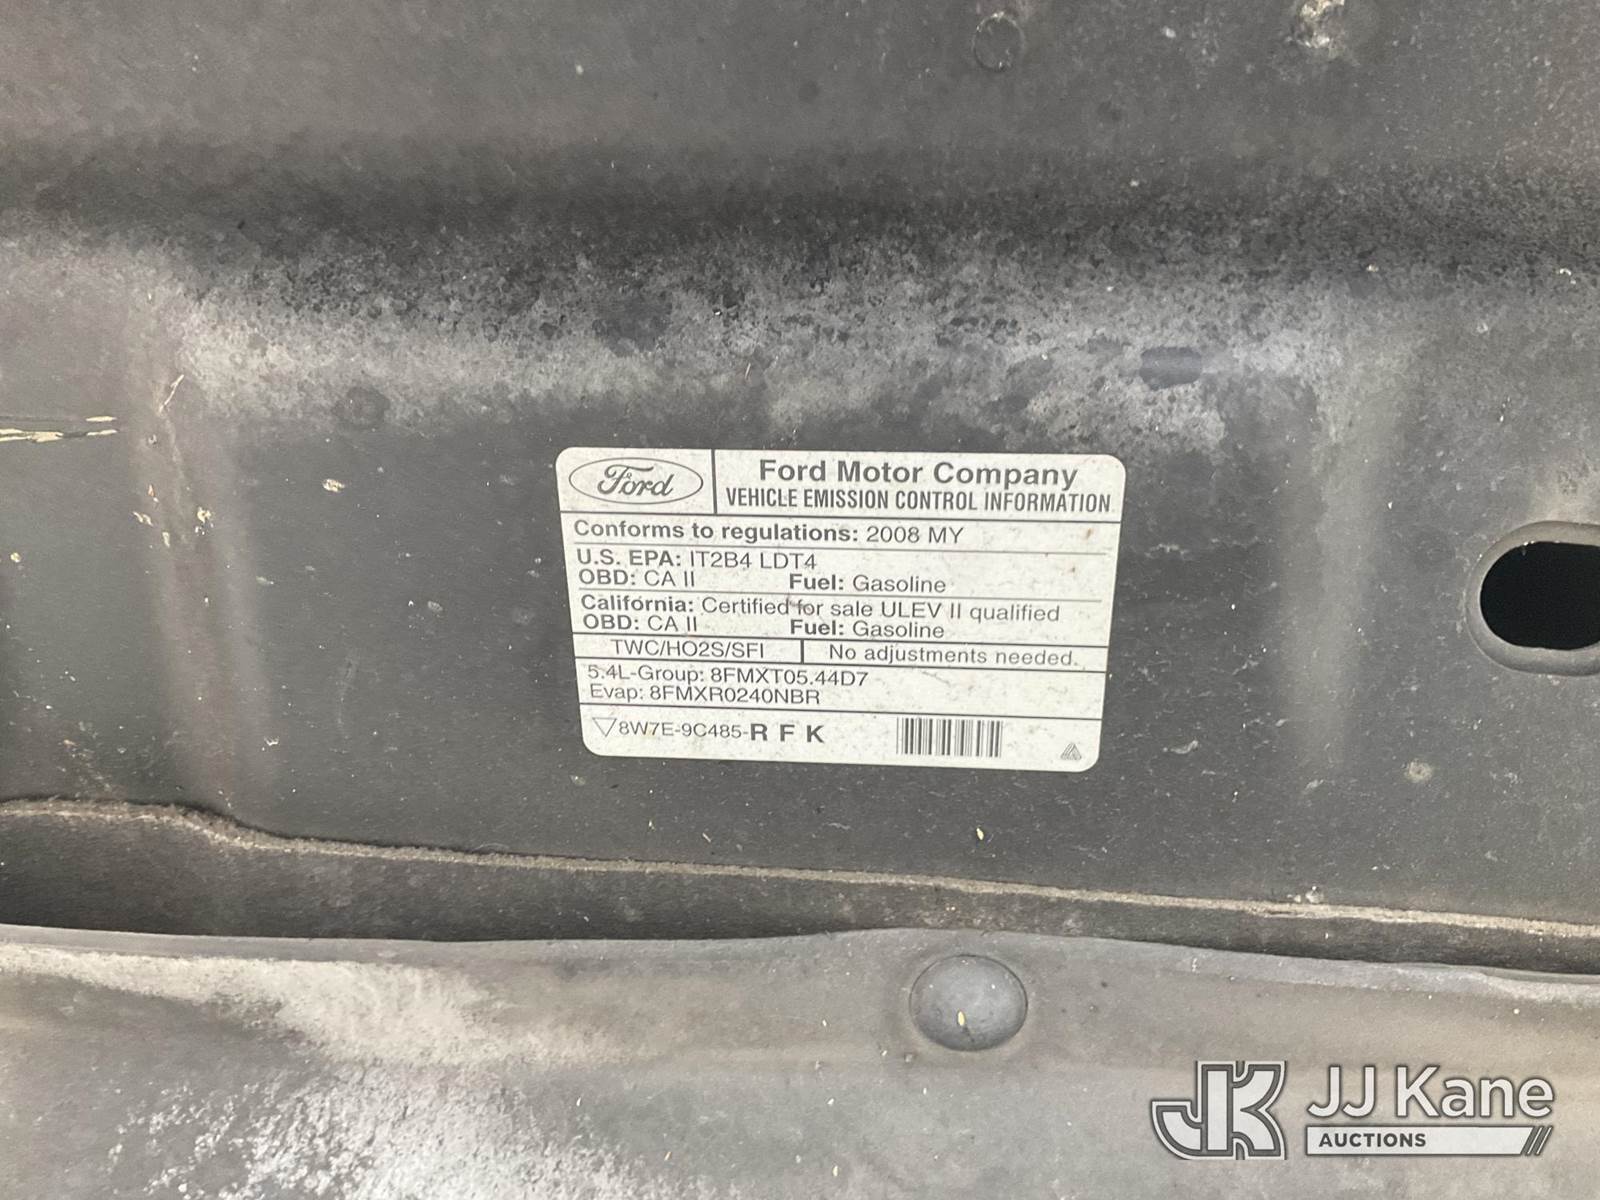 Ford
Ford Motor Company
VEHICLE EMISSION CONTROL INFORMATION
Conforms to regulations: 2008 MY
U.S. EPA: IT2B4 LDT4
OBD: CA II Fuel: Gasoline
California: Certified for sale ULEV II qualified
OBD: CA II Fuel: Gasoline
TWC/HO2S/SFI No adjustments needed.
5.4L-Group: 8FMXT05.44D7
Evap: 8FMXR0240NBR
8W7E-9C485-R F K
JK JJ Kane
AUCTIONS